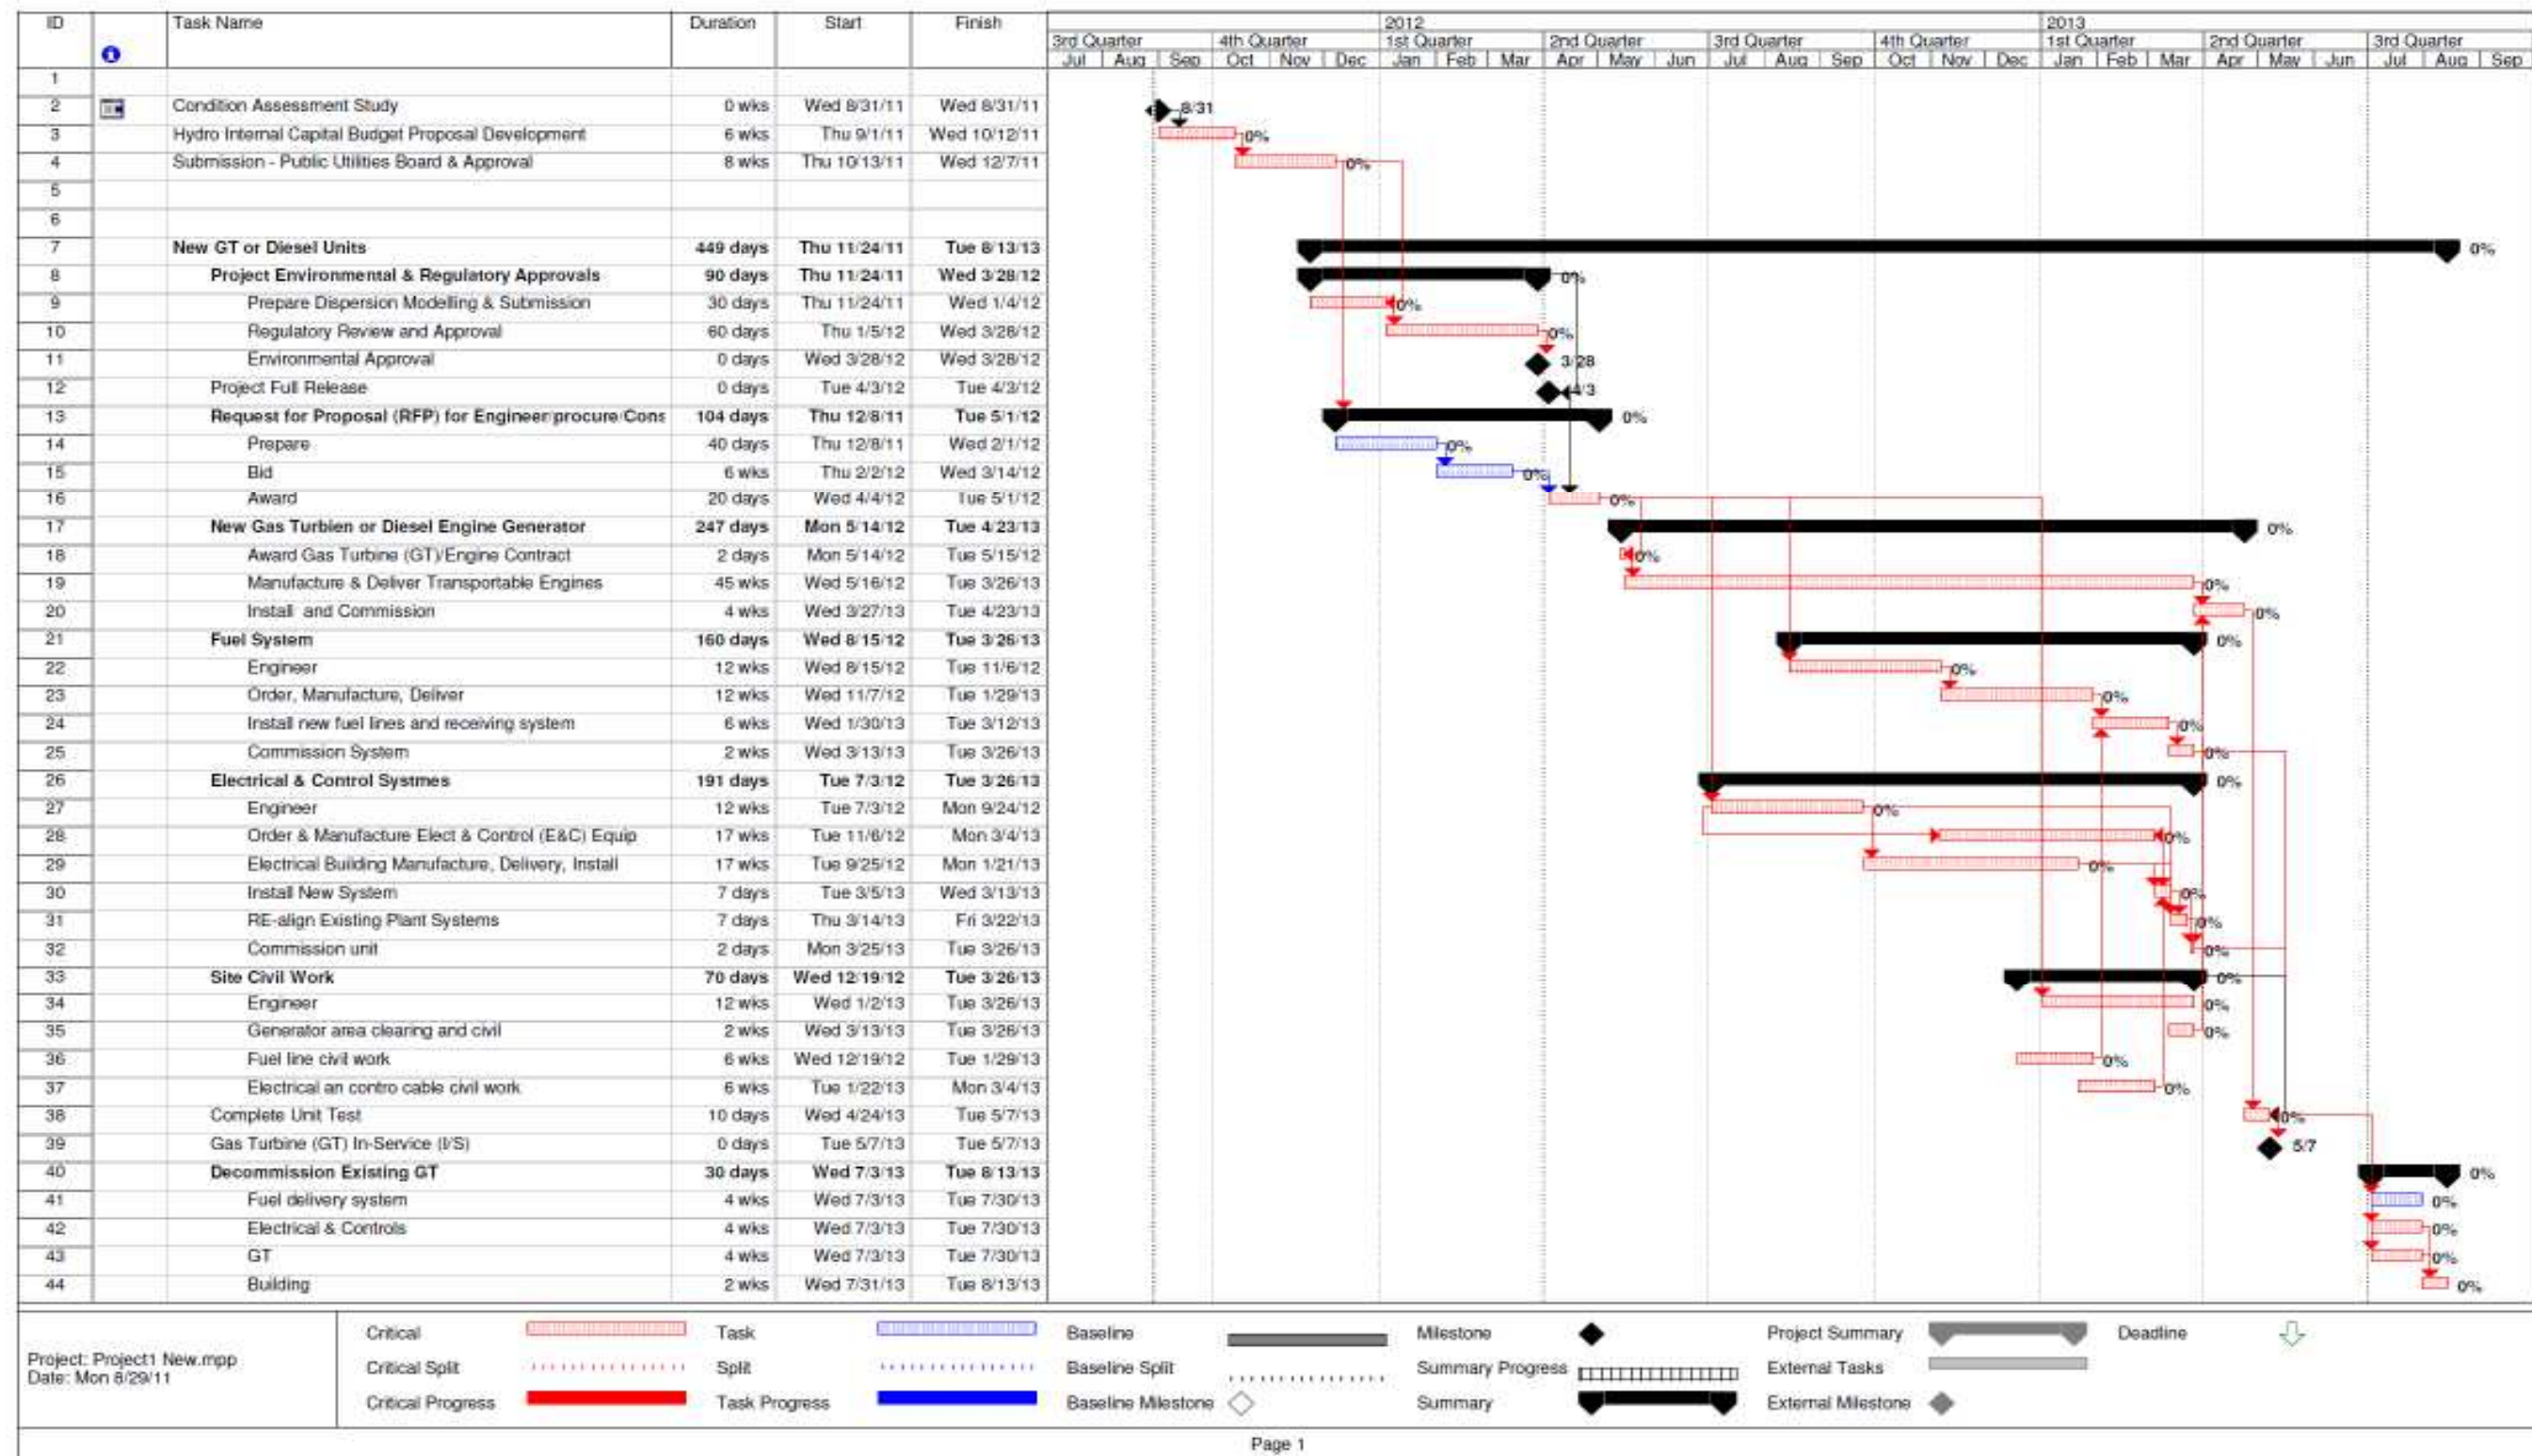 ID Task Name Duration Start Finish
2012 2013
3rd Quarter 4th Quarter 1st Quarter 2nd Quarter 3rd Quarter 4th Quarter 1st Quarter 2nd Quarter 3rd Quarter
Jul Aug Sep Oct Nov Dec Jan Feb Mar Apr May Jun Jul Aug Sep Oct Nov Dec Jan Feb Mar Apr May Jun Jul Aug Sep
1
2 Condition Assessment Study 0 wks Wed 8/31/11 Wed 8/31/11 8/31
3 Hydro Internal Capital Budget Proposal Development 6 wks Thu 9/1/11 Wed 10/12/11 0%
4 Submission - Public Utilities Board & Approval 8 wks Thu 10/13/11 Wed 12/7/11 0%
5
6
7 New GT or Diesel Units 449 days Thu 11/24/11 Tue 8/13/13 0%
8 Project Environmental & Regulatory Approvals 90 days Thu 11/24/11 Wed 3/28/12 0%
9 Prepare Dispersion Modelling & Submission 30 days Thu 11/24/11 Wed 1/4/12 0%
10 Regulatory Review and Approval 60 days Thu 1/5/12 Wed 3/28/12 0%
11 Environmental Approval 0 days Wed 3/28/12 Wed 3/28/12 3/28
12 Project Full Release 0 days Tue 4/3/12 Tue 4/3/12 4/3
13 Request for Proposal (RFP) for Engineer/procure/Cons 104 days Thu 12/8/11 Tue 5/1/12 0%
14 Prepare 40 days Thu 12/8/11 Wed 2/1/12 0%
15 Bid 6 wks Thu 2/2/12 Wed 3/14/12 0%
16 Award 20 days Wed 4/4/12 Tue 5/1/12 0%
17 New Gas Turbien or Diesel Engine Generator 247 days Mon 5/14/12 Tue 4/23/13 0%
18 Award Gas Turbine (GT)/Engine Contract 2 days Mon 5/14/12 Tue 5/15/12 0%
19 Manufacture & Deliver Transportable Engines 45 wks Wed 5/16/12 Tue 3/26/13 0%
20 Install and Commission 4 wks Wed 3/27/13 Tue 4/23/13 0%
21 Fuel System 160 days Wed 8/15/12 Tue 3/26/13 0%
22 Engineer 12 wks Wed 8/15/12 Tue 11/6/12 0%
23 Order, Manufacture, Deliver 12 wks Wed 11/7/12 Tue 1/29/13 0%
24 Install new fuel lines and receiving system 6 wks Wed 1/30/13 Tue 3/12/13 0%
25 Commission System 2 wks Wed 3/13/13 Tue 3/26/13 0%
26 Electrical & Control Systmes 191 days Tue 7/3/12 Tue 3/26/13 0%
27 Engineer 12 wks Tue 7/3/12 Mon 9/24/12 0%
28 Order & Manufacture Elect & Control (E&C) Equip 17 wks Tue 11/6/12 Mon 3/4/13 0%
29 Electrical Building Manufacture, Delivery, Install 17 wks Tue 9/25/12 Mon 1/21/13 0%
30 Install New System 7 days Tue 3/5/13 Wed 3/13/13 0%
31 RE-align Existing Plant Systems 7 days Thu 3/14/13 Fri 3/22/13 0%
32 Commission unit 2 days Mon 3/25/13 Tue 3/26/13 0%
33 Site Civil Work 70 days Wed 12/19/12 Tue 3/26/13 0%
34 Engineer 12 wks Wed 1/2/13 Tue 3/26/13 0%
35 Generator area clearing and civil 2 wks Wed 3/13/13 Tue 3/26/13 0%
36 Fuel line civil work 6 wks Wed 12/19/12 Tue 1/29/13 0%
37 Electrical an contro cable civil work 6 wks Tue 1/22/13 Mon 3/4/13 0%
38 Complete Unit Test 10 days Wed 4/24/13 Tue 5/7/13 0%
39 Gas Turbine (GT) In-Service (I/S) 0 days Tue 5/7/13 Tue 5/7/13 5/7
40 Decommission Existing GT 30 days Wed 7/3/13 Tue 8/13/13 0%
41 Fuel delivery system 4 wks Wed 7/3/13 Tue 7/30/13 0%
42 Electrical & Controls 4 wks Wed 7/3/13 Tue 7/30/13 0%
43 GT 4 wks Wed 7/3/13 Tue 7/30/13 0%
44 Building 2 wks Wed 7/31/13 Tue 8/13/13 0%
Project: Project1 New.mpp
Date: Mon 8/29/11
Critical Task Baseline Milestone Project Summary Deadline
Critical Split Split Baseline Split Summary Progress External Tasks
Critical Progress Task Progress Baseline Milestone Summary External Milestone
Page 1